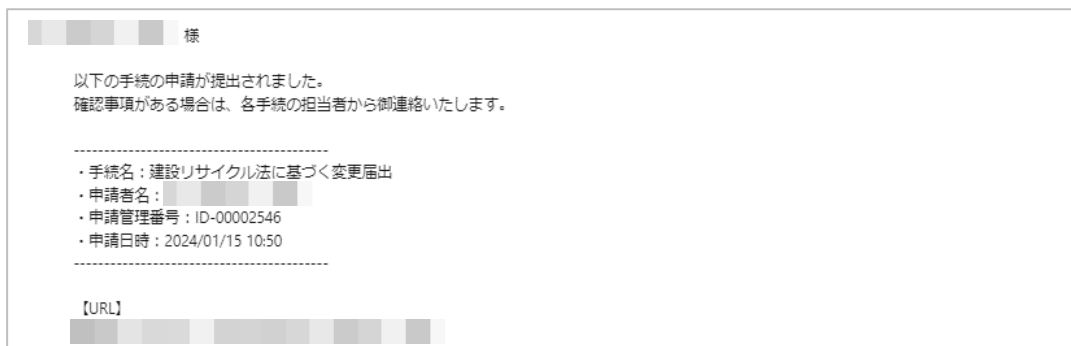 様
以下の手続の申請が提出されました。
確認事項がある場合は、各手続の担当者から御連絡いたします。
----------------------------------------
・手続名：建設リサイクル法に基づく変更届出
・申請者名：
・申請管理番号：ID-00002546
・申請日時：2024/01/15 10:50
----------------------------------------
【URL】